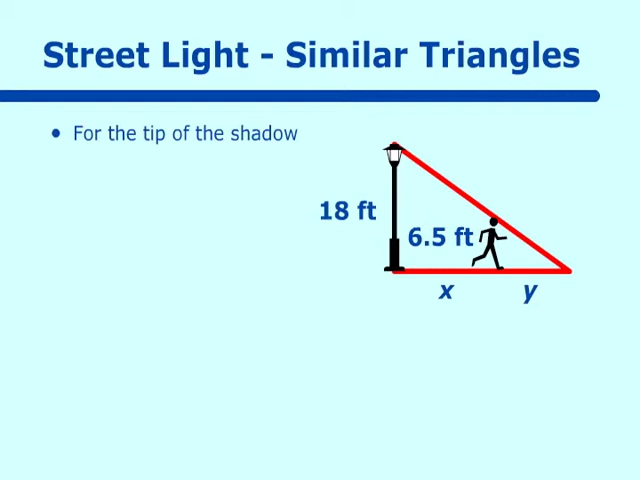 Street Light - Similar Triangles
• For the tip of the shadow
18 ft
6.5 ft
x
y